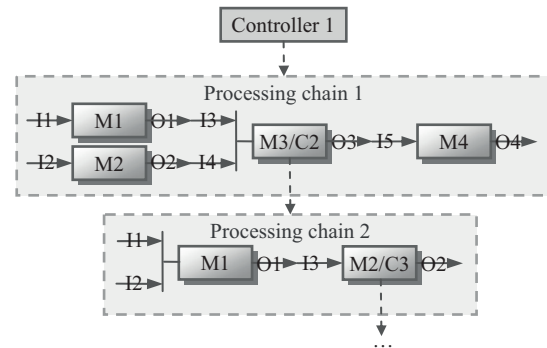 Controller 1
Processing chain 1
I1 M1 O1 I3
M3/C2 O3 I5 M4 O4
I2 M2 O2 I4
Processing chain 2
I1
M1 O1 I3 M2/C3 O2
I2
...